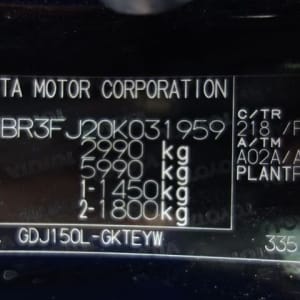 TA MOTOR CORPORATION
BR3FJ20K031959
2990 kg
5990 kg
1-1450 kg
2-1800 kg
GDJ150L-GKTEYW
C/TR
218 /F
A/TM
A02A/A
PLANTF
335